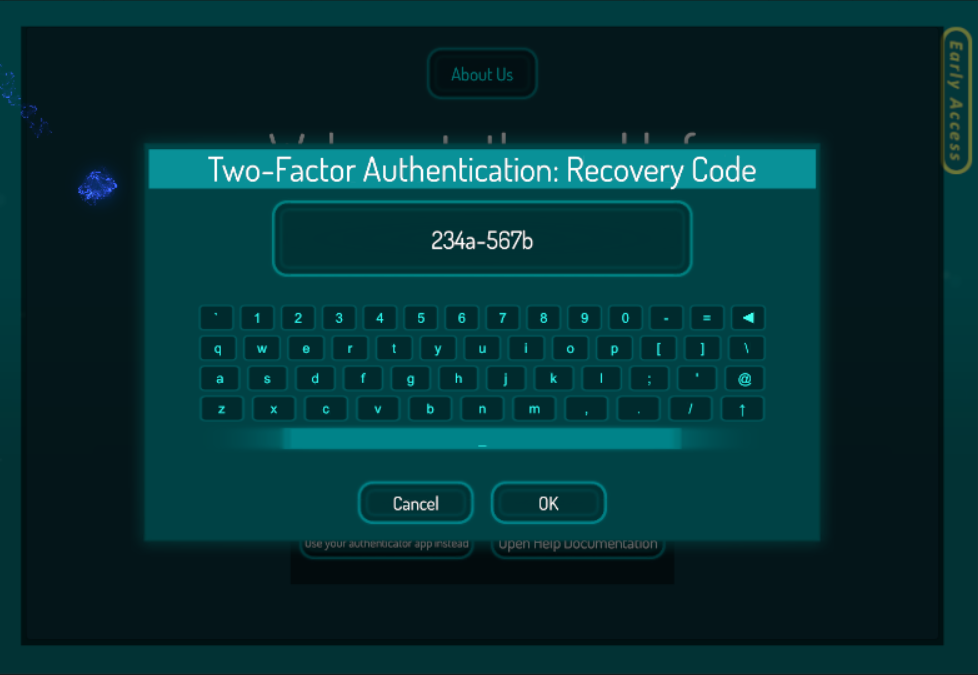 About Us
Early Access
Two-Factor Authentication: Recovery Code
234a-567b
` 1 2 3 4 5 6 7 8 9 0 - = ◀
q w e r t y u i o p [ ] \
a s d f g h j k l ; ' @
z x c v b n m , . / ↑
_
Cancel OK
Use your authenticator app instead Open Help Documentation